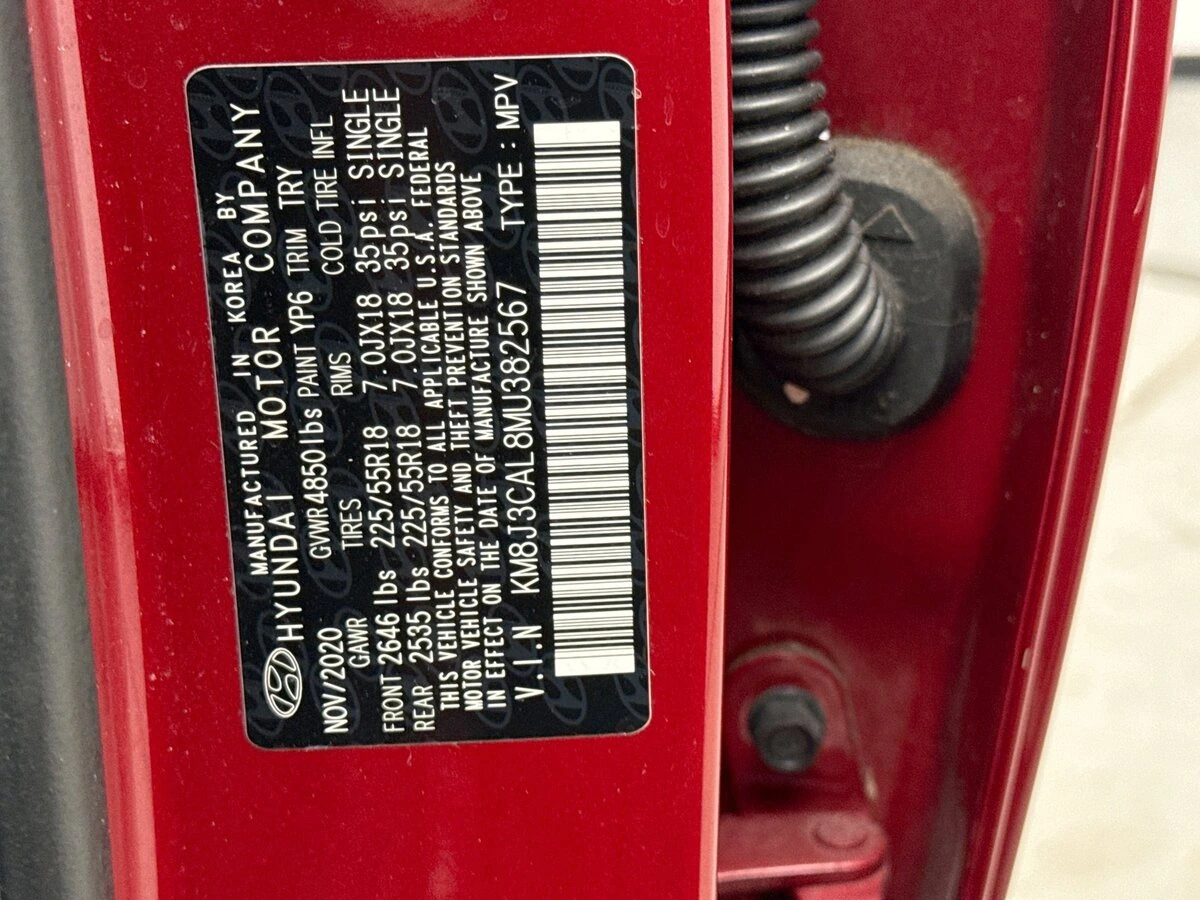 MANUFACTURED IN KOREA BY
HYUNDAI MOTOR COMPANY
NOV/2020 GVWR 4850lbs PAINT YP6 TRIM TRY
GAWR TIRES RIMS COLD TIRE INFL
FRONT 2646 lbs 225/55R18 7.0JX18 35psi SINGLE
REAR 2535 lbs 225/55R18 7.0JX18 35psi SINGLE
THIS VEHICLE CONFORMS TO ALL APPLICABLE U.S.A. FEDERAL
MOTOR VEHICLE SAFETY AND THEFT PREVENTION STANDARDS
IN EFFECT ON THE DATE OF MANUFACTURE SHOWN ABOVE
V.I.N KM8J3CAL8MU382567 TYPE : MPV